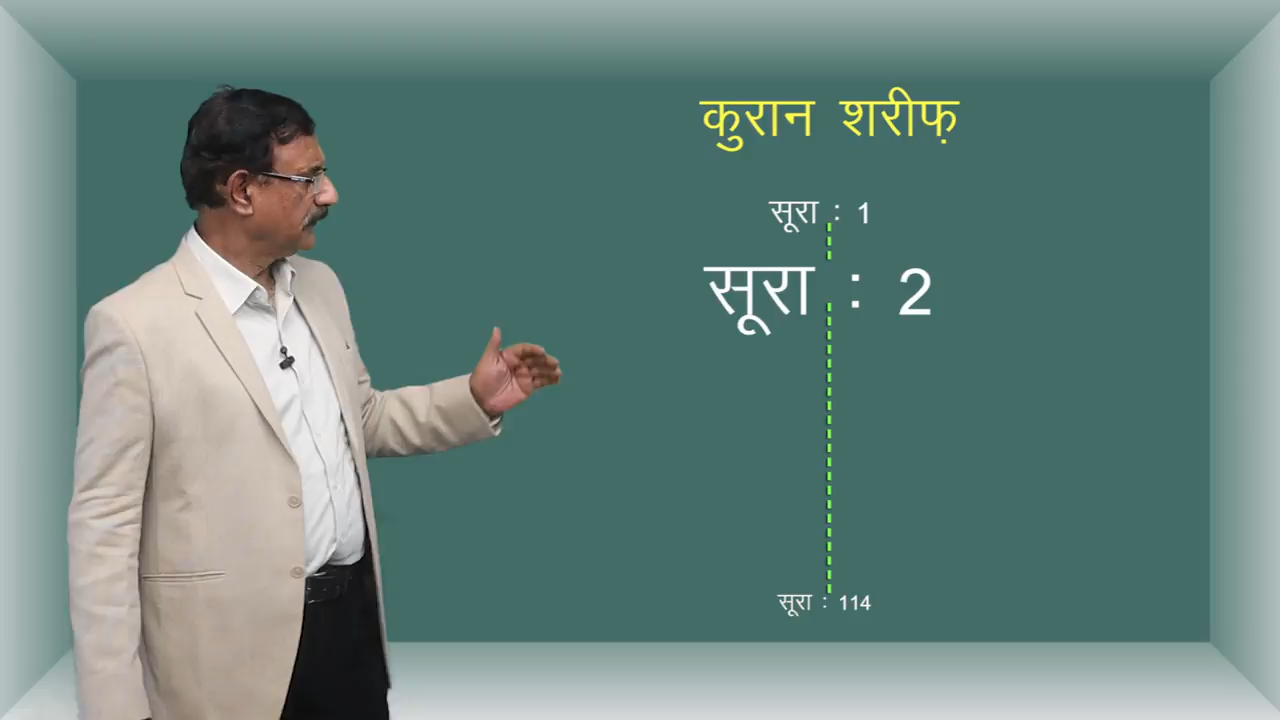 कुरान शरीफ़
सूरा : 1
सूरा : 2
सूरा : 114